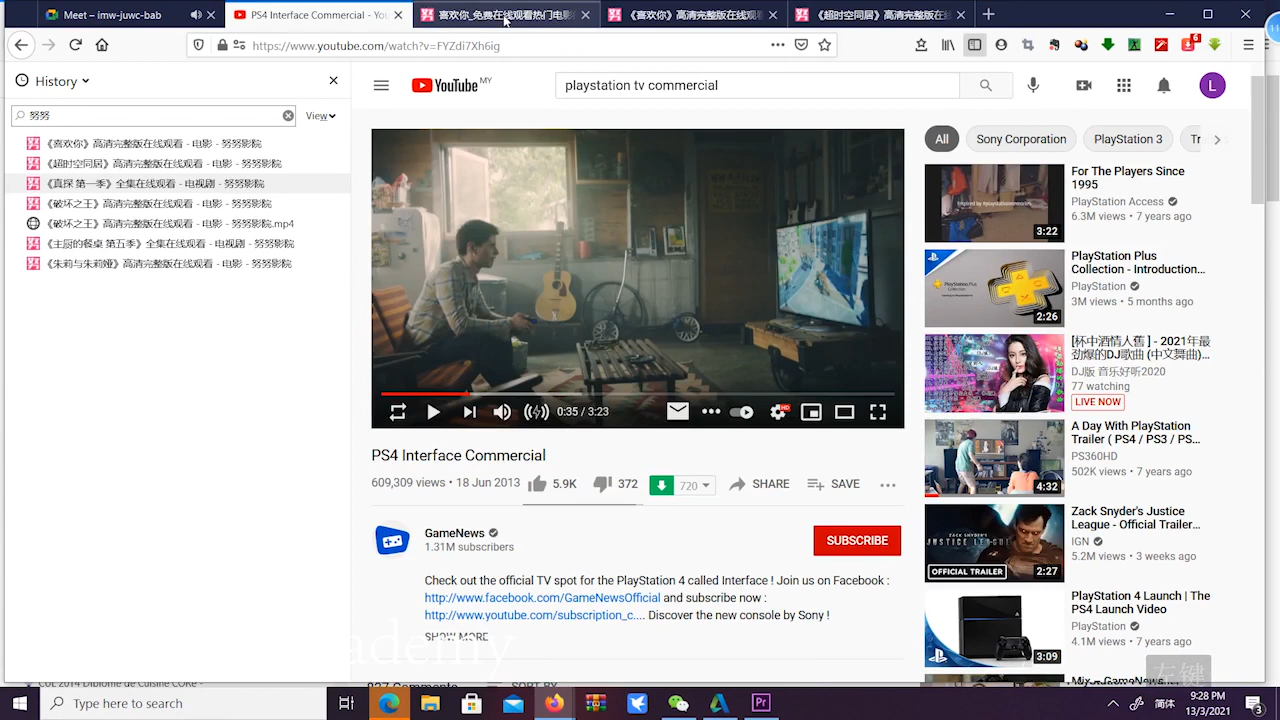 Meet – imw-juwc-bab
PS4 Interface Commercial - You
喜欢你_免费在线观看热门电影
《喜欢你》高清完整版在线观看
《超时空同居》高清完整版在线
https://www.youtube.com/watch?v=FYZdi7Xh6ig
6
History
努努
View
《喜欢你》高清完整版在线观看 - 电影 - 努努影院
《超时空同居》高清完整版在线观看 - 电影 - 努努影院
《真探 第一季》全集在线观看 - 电视剧 - 努努影院
《破坏之王》高清完整版在线观看 - 电影 - 努努影院
《破坏之王》高清完整版在线观看 - 电影 - 努努影院.mp4
《主厨的餐桌 第五季》全集在线观看 - 电视剧 - 努努影院
《朱莉与朱莉娅》高清完整版在线观看 - 电影 - 努努影院
YouTube MY
playstation tv commercial
L
0:35 / 3:23
HD
PS4 Interface Commercial
609,309 views • 18 Jun 2013
5.9K
372
720
SHARE
SAVE
GameNews
1.31M subscribers
SUBSCRIBE
Check out the official TV spot for the PlayStation 4 called Interface ! Join us on Facebook :
http://www.facebook.com/GameNewsOfficial and subscribe now :
http://www.youtube.com/subscription_c.... Discover the new console by Sony !
SHOW MORE
ademy
All
Sony Corporation
PlayStation 3
Tr
3:22
For The Players Since
1995
PlayStation Access
6.3M views • 7 years ago
2:26
PlayStation Plus
Collection - Introduction...
PlayStation
3M views • 5 months ago
[杯中酒情人舊] - 2021年最
劲爆的DJ歌曲 (中文舞曲)...
DJ版 音乐好听2020
77 watching
LIVE NOW
4:32
A Day With PlayStation
Trailer ( PS4 / PS3 / PS...
PS360HD
502K views • 7 years ago
ZACK SNYDER'S
JUSTICE LEAGUE
OFFICIAL TRAILER
2:27
Zack Snyder's Justice
League - Official Trailer...
IGN
5.2M views • 3 weeks ago
3:09
PlayStation 4 Launch | The
PS4 Launch Video
PlayStation
4.1M views • 7 years ago
左键
Type here to search
Pr
简体
9:28 PM
13/3/2021
3